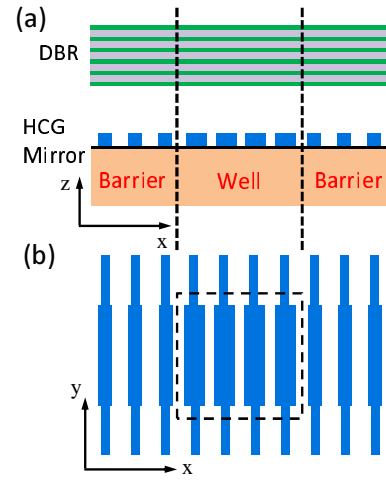 (a)
DBR
HCG
Mirror
Barrier Well Barrier
z
x
(b)
y
x